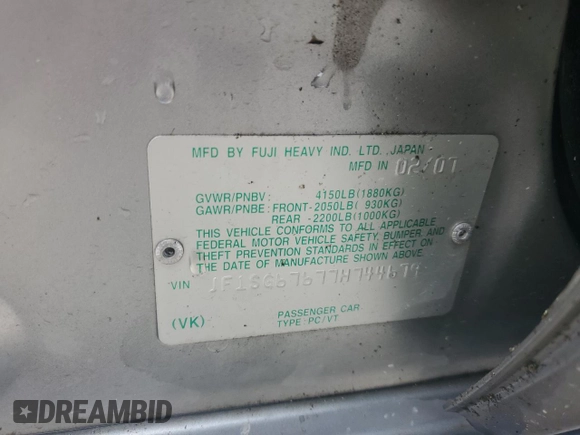 MFD BY FUJI HEAVY IND. LTD. JAPAN
MFD IN 02/07
GVWR/PNBV : 4150LB(1880KG)
GAWR/PNBE : FRONT-2050LB( 930KG)
REAR -2200LB(1000KG)
THIS VEHICLE CONFORMS TO ALL APPLICABLE
FEDERAL MOTOR VEHICLE SAFETY, BUMPER, AND
THEFT PREVENTION STANDARDS IN EFFECT ON
THE DATE OF MANUFACTURE SHOWN ABOVE.
VIN
(VK)
PASSENGER CAR
TYPE:PC/VT
DREAMBID